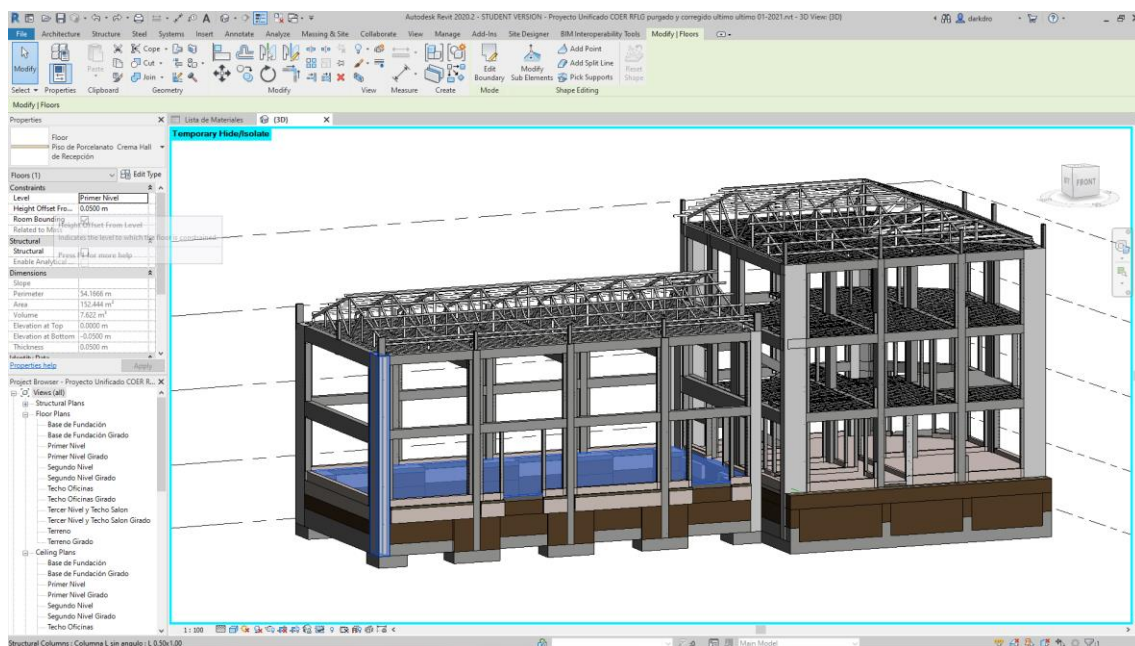 Autodesk Revit 2020.2 - STUDENT VERSION - Proyecto Unificado COER RFLG purgado y corregido ultimo ultimo 01-2021.rvt - 3D View: {3D}
darkdro
File Architecture Structure Steel Systems Insert Annotate Analyze Massing & Site Collaborate View Manage Add-Ins Site Designer BIM Interoperability Tools Modify | Floors
Cope Add Point
Cut Add Split Line
Modify Paste Join Edit Boundary Modify Sub Elements Pick Supports Reset Shape
Select Properties Clipboard Geometry Modify View Measure Create Mode Shape Editing
Modify | Floors
Properties
Lista de Materiales {3D}
Temporary Hide/Isolate
Floor
Piso de Porcelanato Crema Hall
de Recepción
Floors (1) Edit Type
Constraints
Level Primer Nivel
Height Offset Fro... 0.0500 m
Room Bounding
Related to Mass
Height Offset From Level
Indicates the level to which the floor is constrained.
Press F1 for more help
Structural
Structural
Enable Analytical
Dimensions
Slope
Perimeter 54.1666 m
Area 152.444 m²
Volume 7.622 m³
Elevation at Top 0.0000 m
Elevation at Bottom -0.0500 m
Thickness 0.0500 m
Identity Data
Properties help Apply
Project Browser - Proyecto Unificado COER R...
Views (all)
Structural Plans
Floor Plans
Base de Fundación
Base de Fundación Girado
Primer Nivel
Primer Nivel Girado
Segundo Nivel
Segundo Nivel Girado
Techo Oficinas
Techo Oficinas Girado
Tercer Nivel y Techo Salon
Tercer Nivel y Techo Salon Girado
Terreno
Terreno Girado
Ceiling Plans
Base de Fundación
Base de Fundación Girado
Primer Nivel
Primer Nivel Girado
Segundo Nivel
Segundo Nivel Girado
Techo Oficinas
FRONT
1 : 100
Structural Columns : Columna L sin angulo : L 0.50x1.00
Main Model